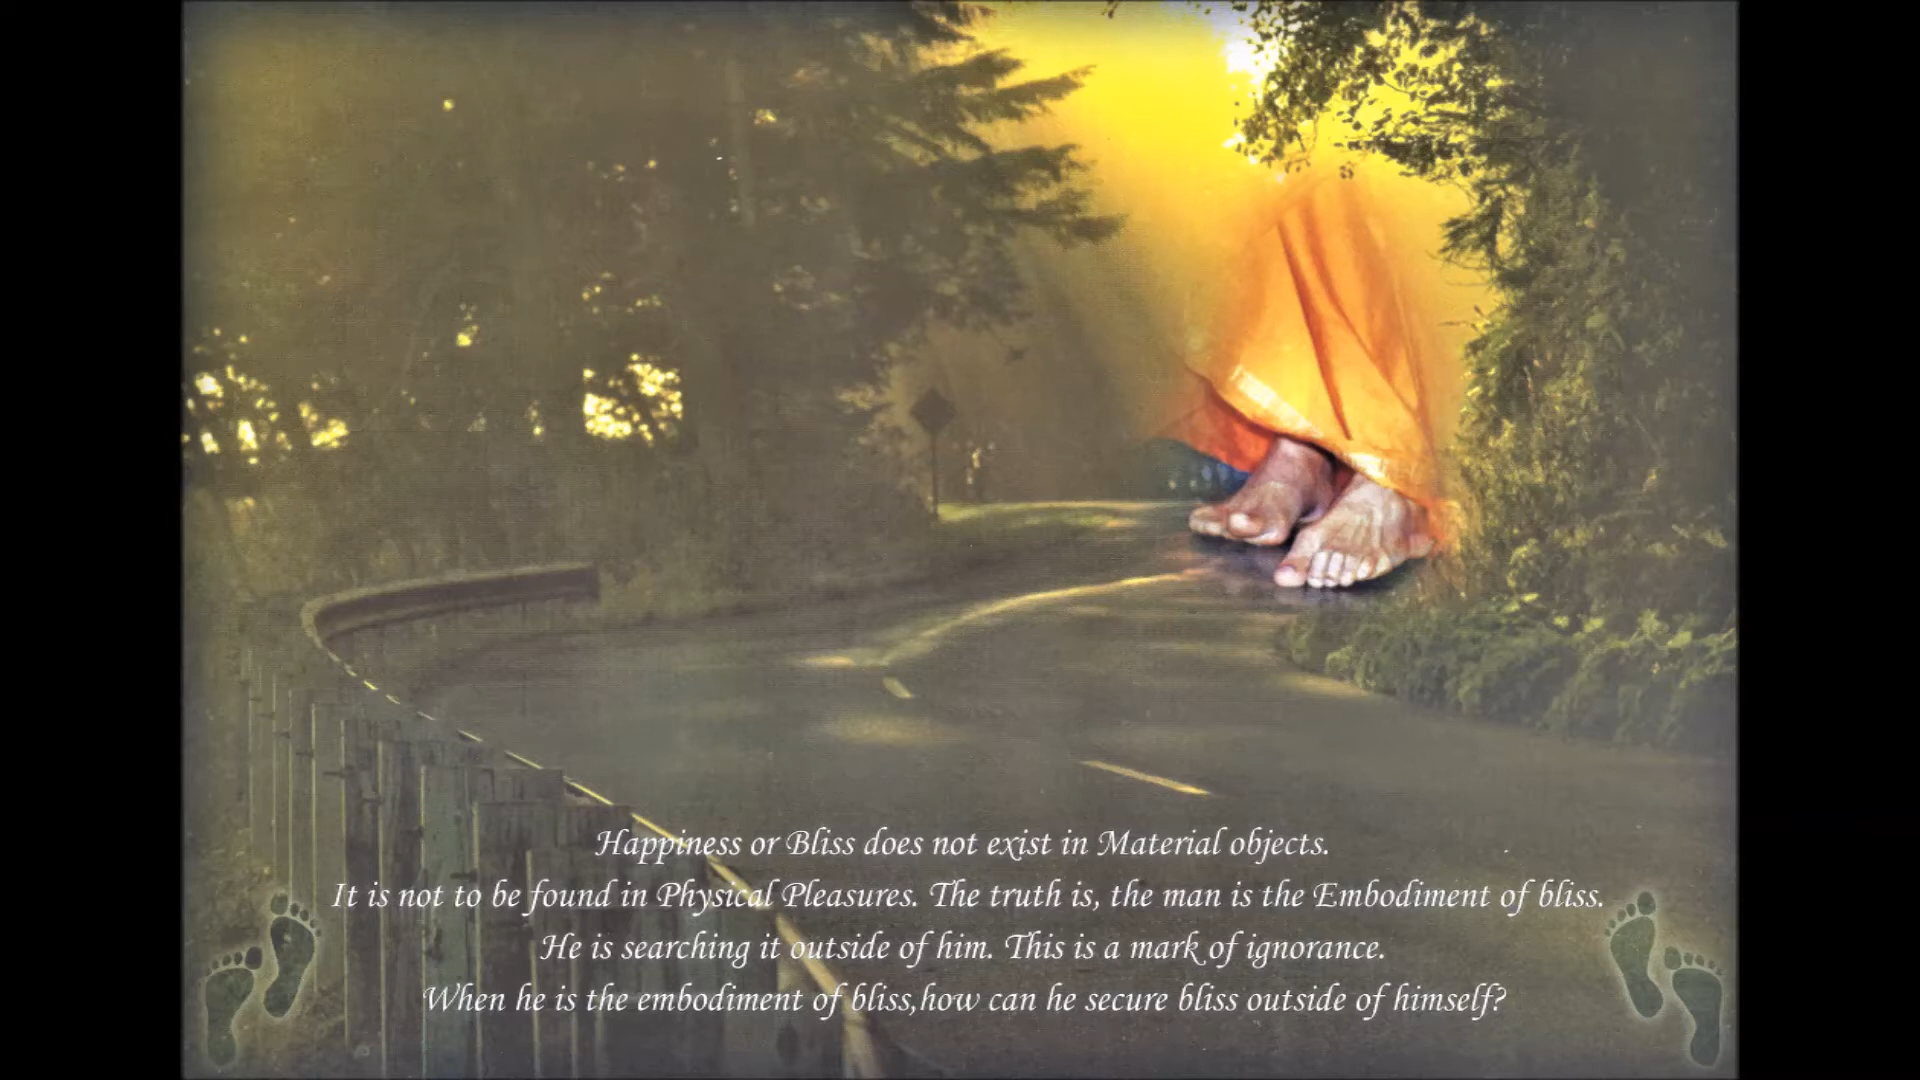 Happiness or Bliss does not exist in Material objects.
It is not to be found in Physical Pleasures. The truth is, the man is the Embodiment of bliss.
He is searching it outside of him. This is a mark of ignorance.
When he is the embodiment of bliss,how can he secure bliss outside of himself?